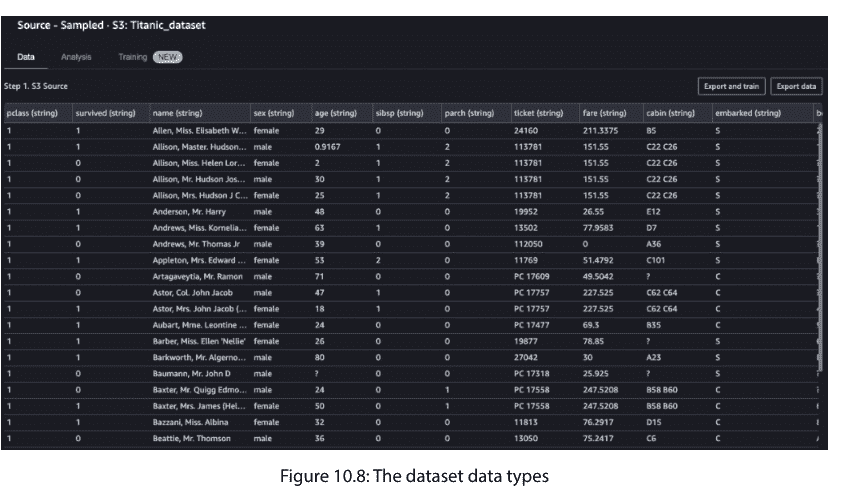 Source - Sampled · S3: Titanic_dataset
Data Analysis Training NEW
Step 1. S3 Source Export and train Export data
pclass (string) survived (string) name (string) sex (string) age (string) sibsp (string) parch (string) ticket (string) fare (string) cabin (string) embarked (string)
1 1 Allen, Miss. Elisabeth W... female 29 0 0 24160 211.3375 B5 S
1 1 Allison, Master. Hudson... male 0.9167 1 2 113781 151.55 C22 C26 S
1 0 Allison, Miss. Helen Lor... female 2 1 2 113781 151.55 C22 C26 S
1 0 Allison, Mr. Hudson Jos... male 30 1 2 113781 151.55 C22 C26 S
1 0 Allison, Mrs. Hudson J C... female 25 1 2 113781 151.55 C22 C26 S
1 1 Anderson, Mr. Harry male 48 0 0 19952 26.55 E12 S
1 1 Andrews, Miss. Kornelia... female 63 1 0 13502 77.9583 D7 S
1 0 Andrews, Mr. Thomas Jr male 39 0 0 112050 0 A36 S
1 1 Appleton, Mrs. Edward ... female 53 2 0 11769 51.4792 C101 S
1 0 Artagaveytia, Mr. Ramon male 71 0 0 PC 17609 49.5042 ? C
1 0 Astor, Col. John Jacob male 47 1 0 PC 17757 227.525 C62 C64 C
1 1 Astor, Mrs. John Jacob (... female 18 1 0 PC 17757 227.525 C62 C64 C
1 1 Aubart, Mme. Leontine ... female 24 0 0 PC 17477 69.3 B35 C
1 1 Barber, Miss. Ellen 'Nellie' female 26 0 0 19877 78.85 ? S
1 1 Barkworth, Mr. Algerno... male 80 0 0 27042 30 A23 S
1 0 Baumann, Mr. John D male ? 0 0 PC 17318 25.925 ? S
1 0 Baxter, Mr. Quigg Edmo... male 24 0 1 PC 17558 247.5208 B58 B60 C
1 1 Baxter, Mrs. James (Hel... female 50 0 1 PC 17558 247.5208 B58 B60 C
1 1 Bazzani, Miss. Albina female 32 0 0 11813 76.2917 D15 C
1 0 Beattie, Mr. Thomson male 36 0 0 13050 75.2417 C6 C
Figure 10.8: The dataset data types